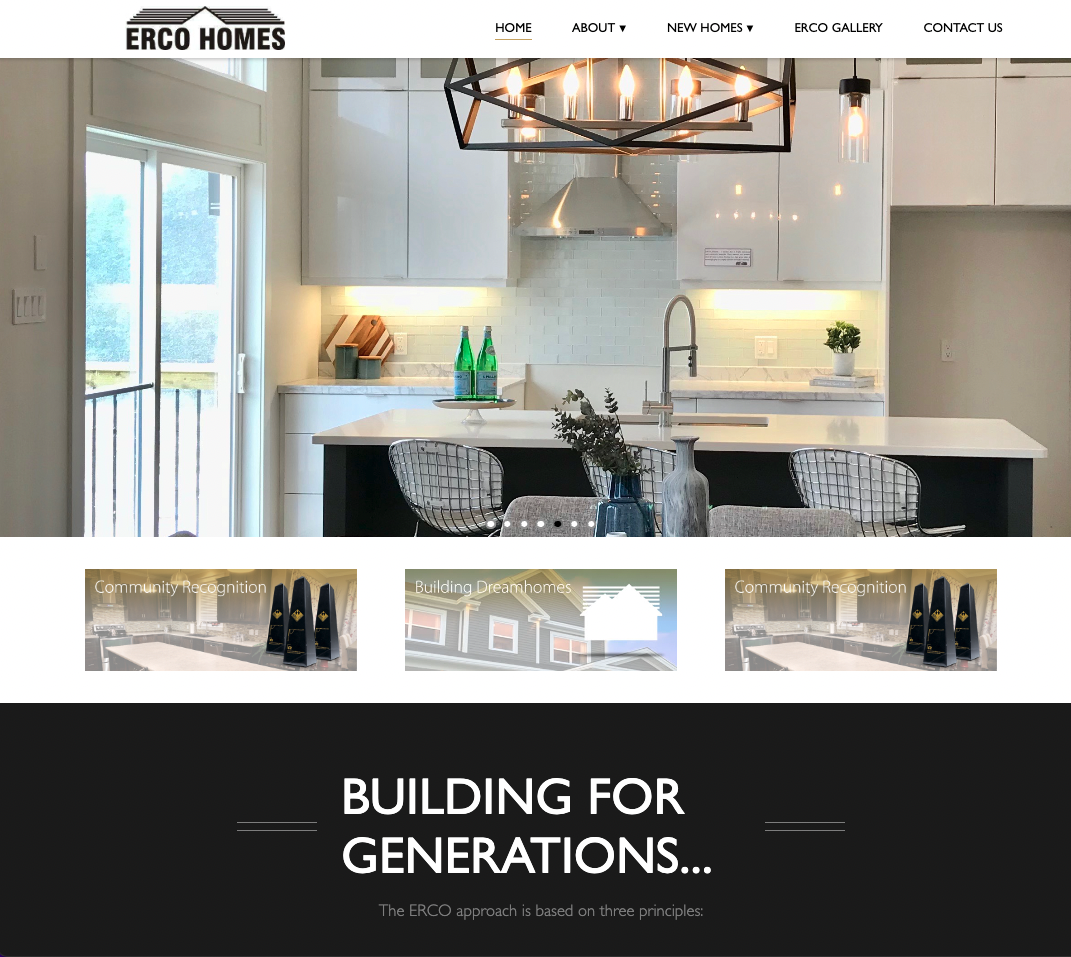 ERCO HOMES
HOME
ABOUT ▾
NEW HOMES ▾
ERCO GALLERY
CONTACT US
Community Recognition
Building Dreamhomes
Community Recognition
BUILDING FOR
GENERATIONS...
The ERCO approach is based on three principles: